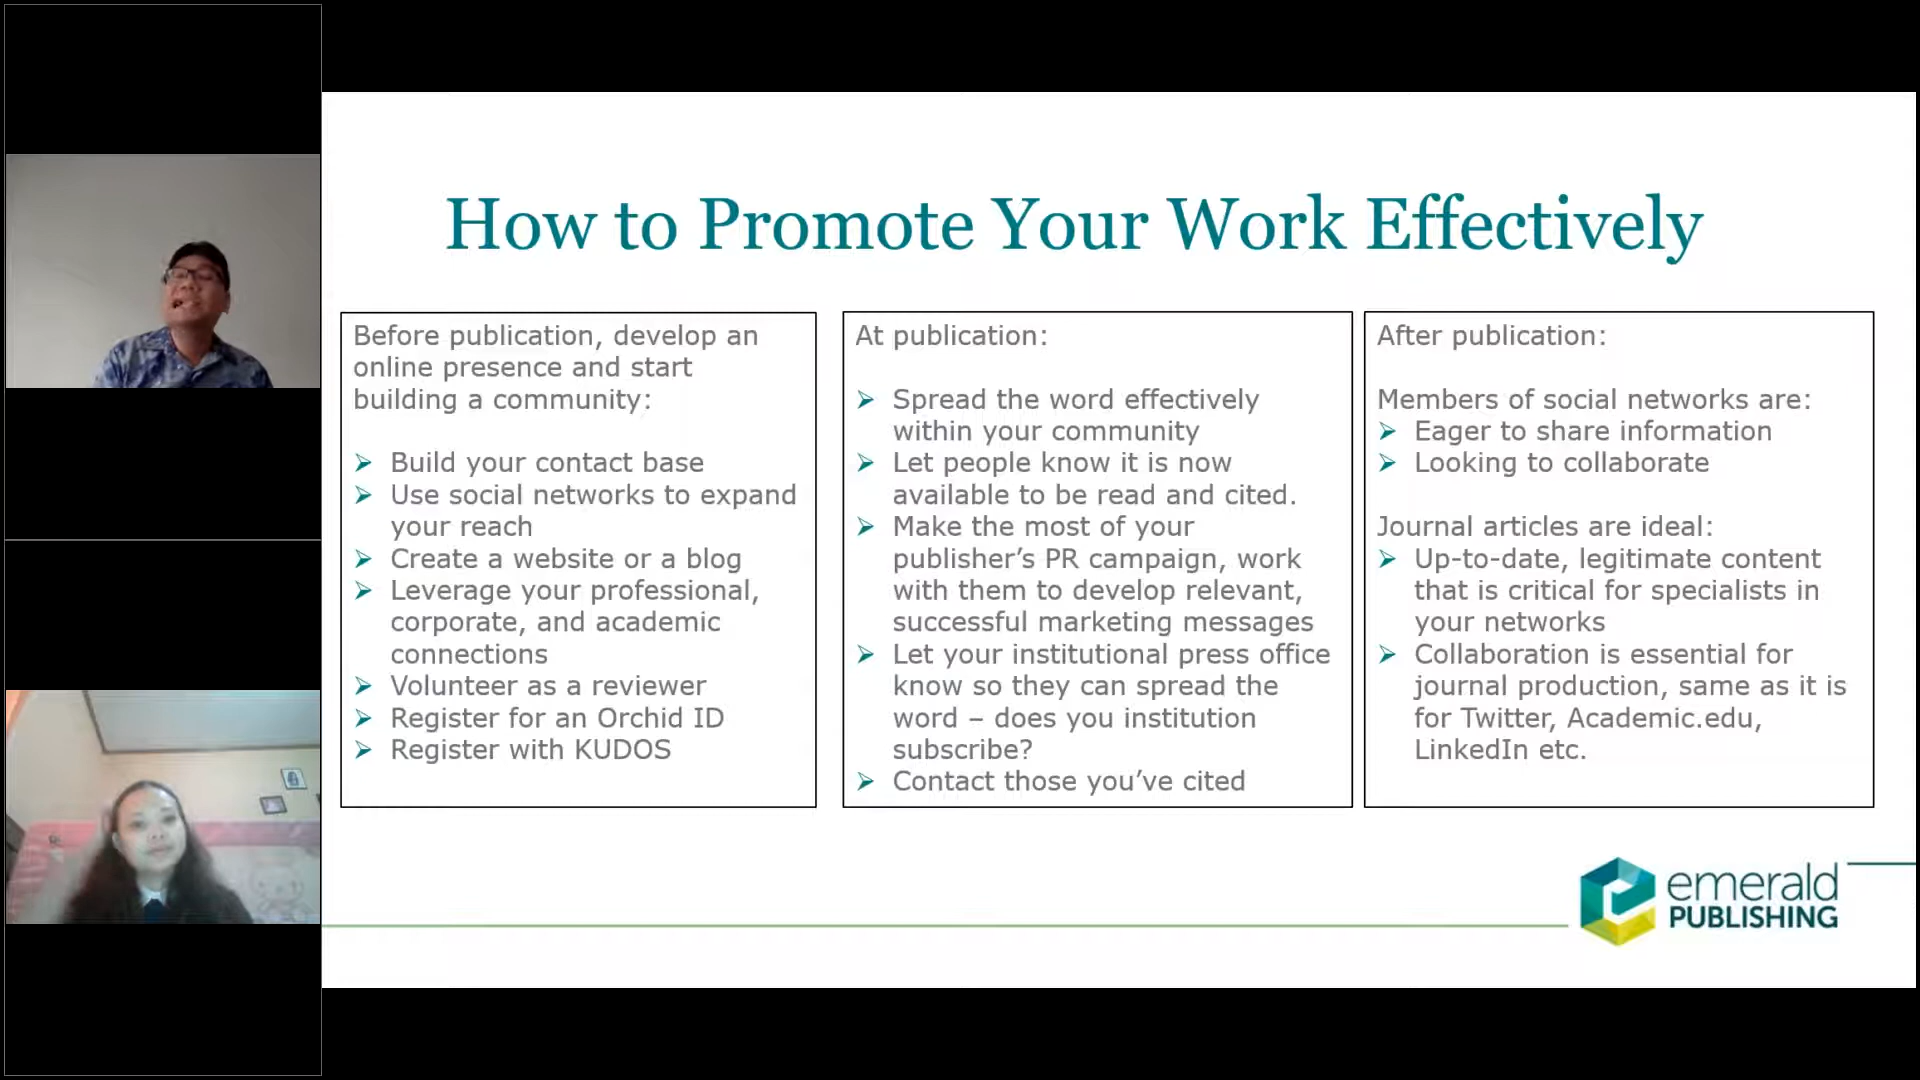 How to Promote Your Work Effectively
Before publication, develop an
online presence and start
building a community:
Build your contact base
Use social networks to expand
your reach
Create a website or a blog
Leverage your professional,
corporate, and academic
connections
Volunteer as a reviewer
Register for an Orchid ID
Register with KUDOS
At publication:
Spread the word effectively
within your community
Let people know it is now
available to be read and cited.
Make the most of your
publisher’s PR campaign, work
with them to develop relevant,
successful marketing messages
Let your institutional press office
know so they can spread the
word – does you institution
subscribe?
Contact those you’ve cited
After publication:
Members of social networks are:
Eager to share information
Looking to collaborate
Journal articles are ideal:
Up-to-date, legitimate content
that is critical for specialists in
your networks
Collaboration is essential for
journal production, same as it is
for Twitter, Academic.edu,
LinkedIn etc.
emerald
PUBLISHING